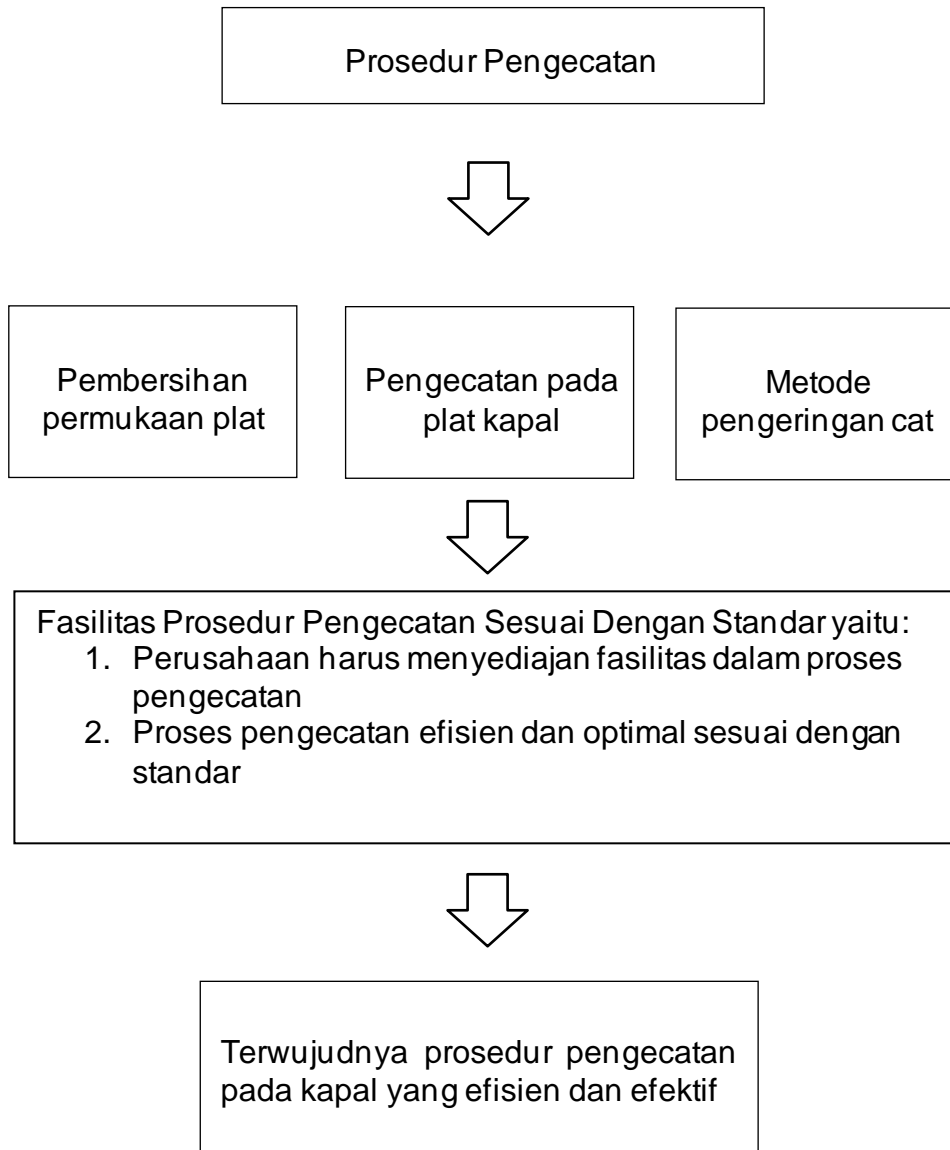 Prosedur Pengecatan
Pembersihan
permukaan plat
Pengecatan pada
plat kapal
Metode
pengeringan cat
Fasilitas Prosedur Pengecatan Sesuai Dengan Standar yaitu:
1. Perusahaan harus menyediajan fasilitas dalam proses
pengecatan
2. Proses pengecatan efisien dan optimal sesuai dengan
standar
Terwujudnya prosedur pengecatan
pada kapal yang efisien dan efektif